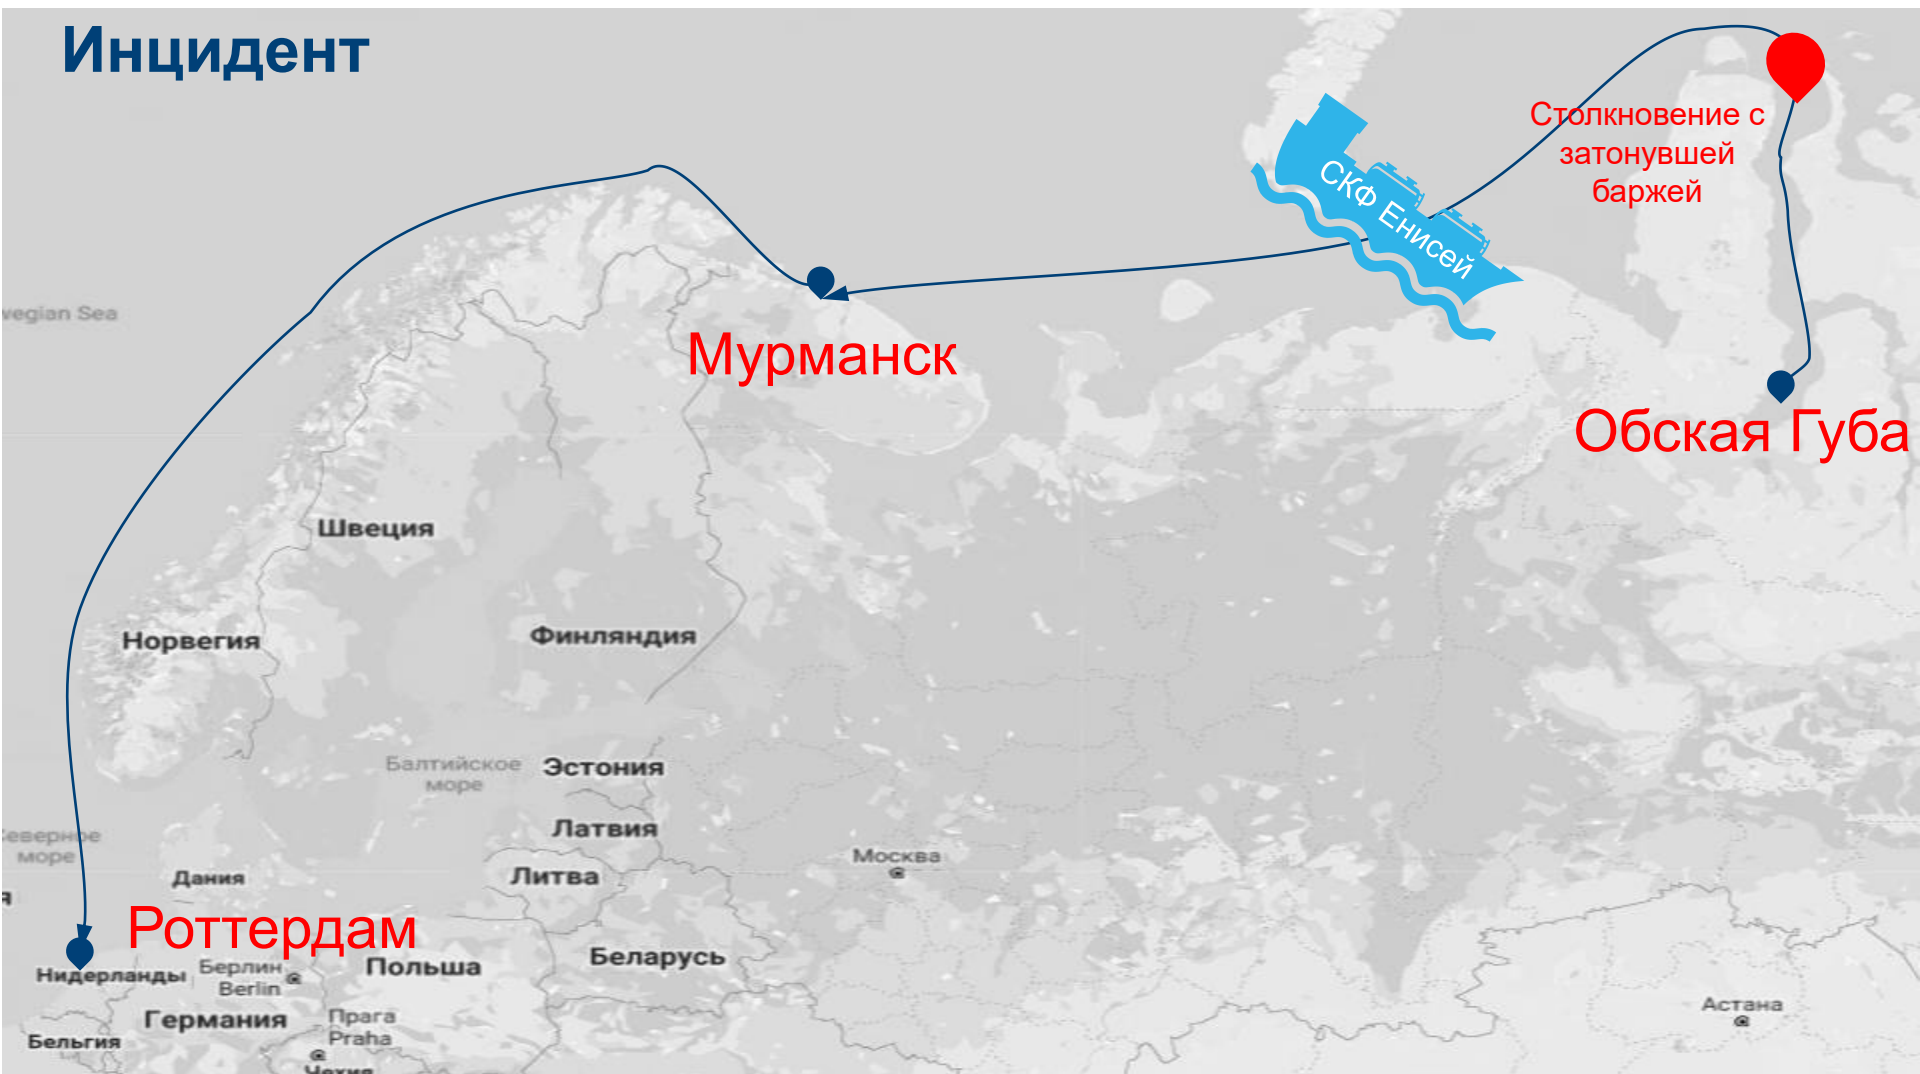 Инцидент
Столкновение с
затонувшей
баржей
СКФ Енисей
wegian Sea
Мурманск
Обская Губа
Швеция
Норвегия
Финляндия
Балтийское
море
Эстония
Латвия
Северное
море
Москва
Дания
Литва
Роттердам
Беларусь
Нидерланды
Берлин
Berlin
Польша
Германия
Прага
Praha
Бельгия
Чехия
Астана